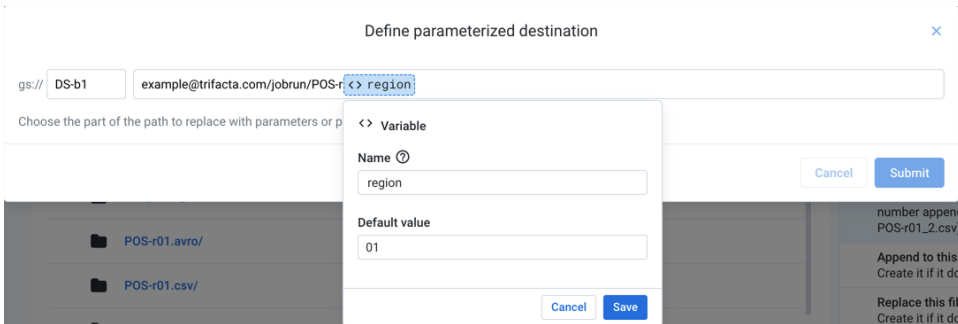 Define parameterized destination
gs:// DS-b1 example@trifacta.com/jobrun/POS-r <> region
Choose the part of the path to replace with parameters or p
<> Variable
Name
region
Default value
01
Cancel Save
Cancel Submit
number appen
POS-r01_2.csv
POS-r01.avro/
Append to this
Create it if it do
POS-r01.csv/
Replace this fil
Create it if it do